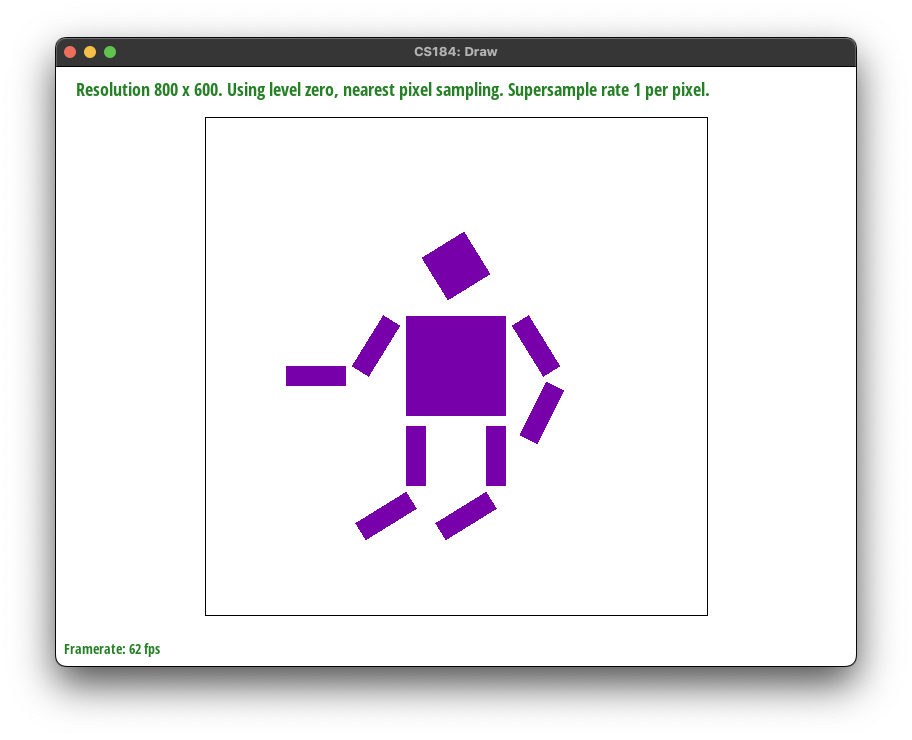 CS184: Draw
Resolution 800 x 600. Using level zero, nearest pixel sampling. Supersample rate 1 per pixel.
Framerate: 62 fps